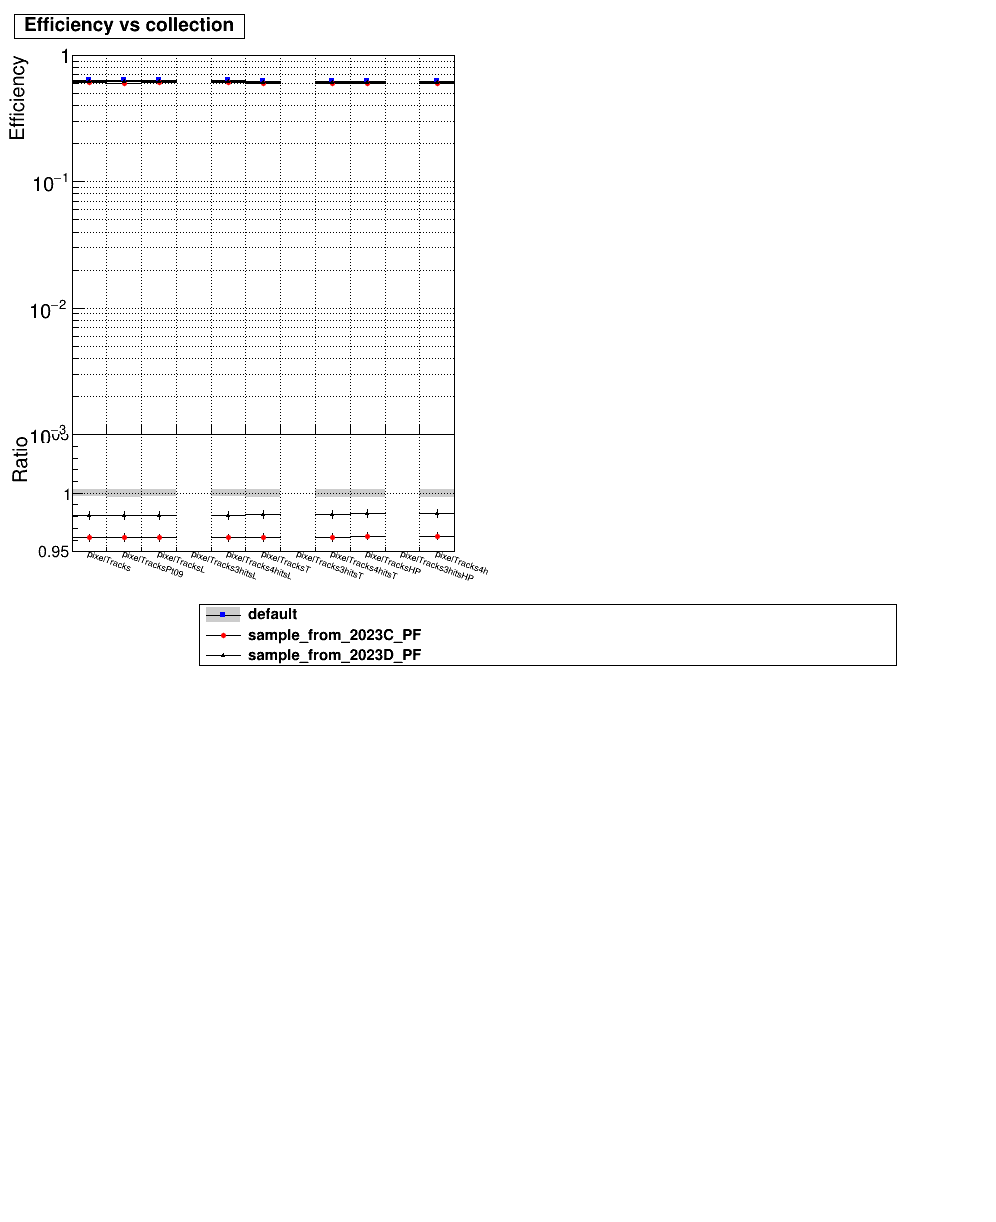 Efficiency vs collection
Efficiency
1
10−1
10−2
10−3
Ratio
1
0.95
pixelTracks
pixelTracksPt09
pixelTracksL
pixelTracks3hitsL
pixelTracks4hitsL
pixelTracksT
pixelTracks3hitsT
pixelTracks4hitsT
pixelTracksHP
pixelTracks3hitsHP
pixelTracks4h
default
sample_from_2023C_PF
sample_from_2023D_PF